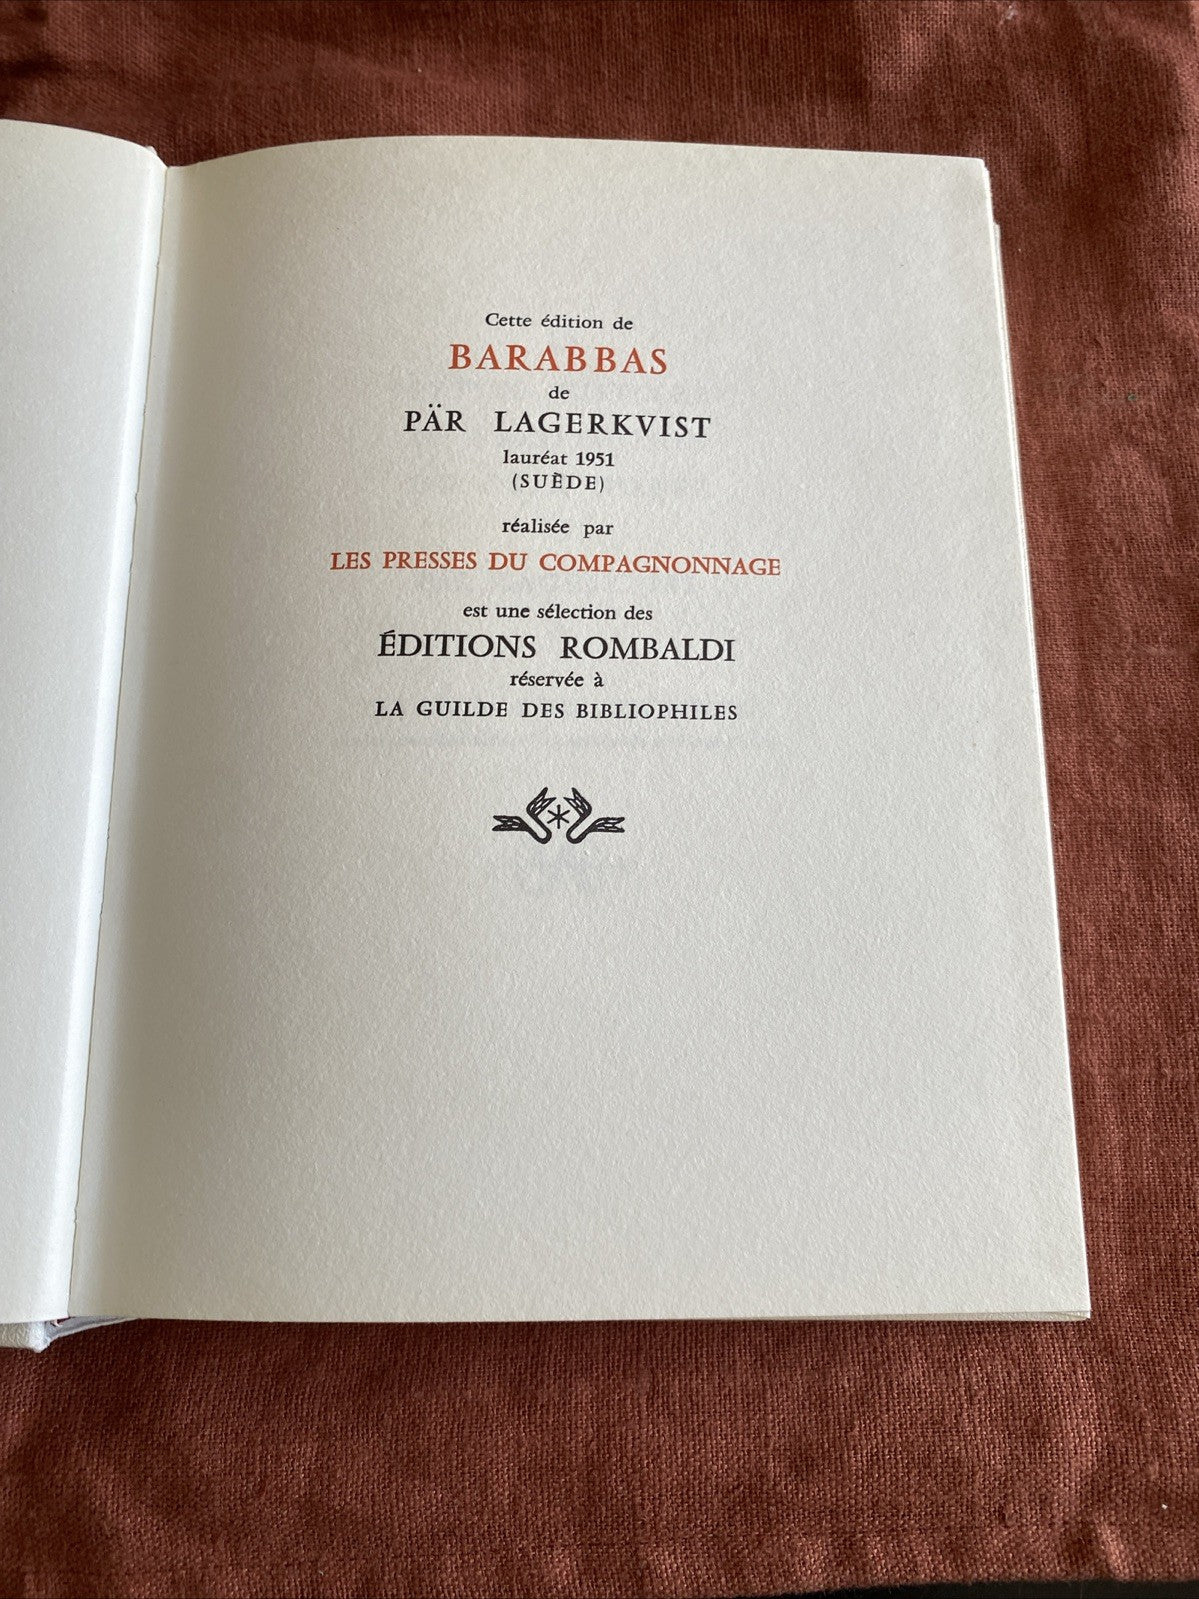 Cette édition de
BARABBAS
de
PÄR LAGERKVIST
lauréat 1951
(SUÈDE)
réalisée par
LES PRESSES DU COMPAGNONNAGE
est une sélection des
ÉDITIONS ROMBALDI
réservée à
LA GUILDE DES BIBLIOPHILES